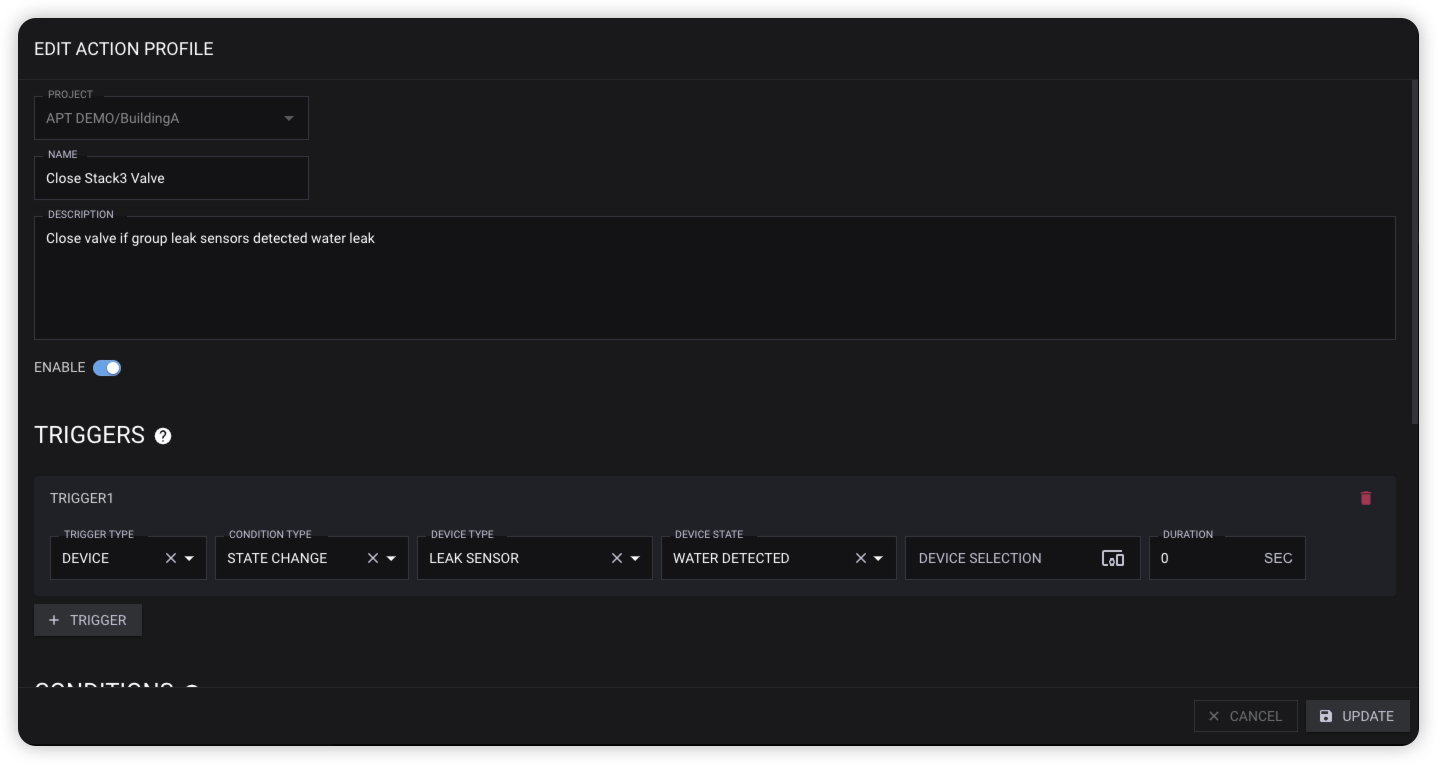 EDIT ACTION PROFILE
PROJECT
APT DEMO/BuildingA
NAME
Close Stack3 Valve
DESCRIPTION
Close valve if group leak sensors detected water leak
ENABLE
TRIGGERS ?
TRIGGER1
TRIGGER TYPE CONDITION TYPE DEVICE TYPE DEVICE STATE DURATION
DEVICE STATE CHANGE LEAK SENSOR WATER DETECTED DEVICE SELECTION 0 SEC
+ TRIGGER
CONDITIONS
CANCEL UPDATE